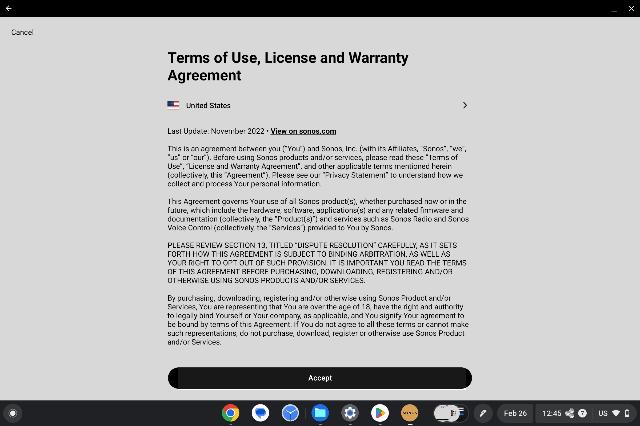 Cancel
Terms of Use, License and Warranty
Agreement
United States
Last Update: November 2022 • View on sonos.com
This is an agreement between you ("You") and Sonos, Inc. (with its Affiliates, "Sonos", "we",
"us" or "our"). Before using Sonos products and/or services, please read these "Terms of
Use", "License and Warranty Agreement", and other applicable terms mentioned herein
(collectively, this "Agreement"). Please see our "Privacy Statement" to understand how we
collect and process Your personal information.
This Agreement governs Your use of all Sonos product(s), whether purchased now or in the
future, which include the hardware, software, applications(s) and any related firmware and
documentation (collectively, the "Product(s)") and services such as Sonos Radio and Sonos
Voice Control (collectively, the "Services") provided to You by Sonos.
PLEASE REVIEW SECTION 13, TITLED "DISPUTE RESOLUTION" CAREFULLY, AS IT SETS
FORTH HOW THIS AGREEMENT IS SUBJECT TO BINDING ARBITRATION, AS WELL AS
YOUR RIGHT TO OPT OUT OF SUCH PROVISION. IT IS IMPORTANT YOU READ THE TERMS
OF THIS AGREEMENT BEFORE PURCHASING, DOWNLOADING, REGISTERING AND/OR
OTHERWISE USING SONOS PRODUCTS AND/OR SERVICES.
By purchasing, downloading, registering and/or otherwise using Sonos Product and/or
Services, You are representing that You are over the age of 18, have the right and authority
to legally bind Yourself or Your company, as applicable, and You signify Your agreement to
be bound by terms of this Agreement. If You do not agree to all these terms or cannot make
such representations, do not purchase, download, register or otherwise use Sonos Product
and/or Services.
Accept
SONOS
Feb 26
12:45
US